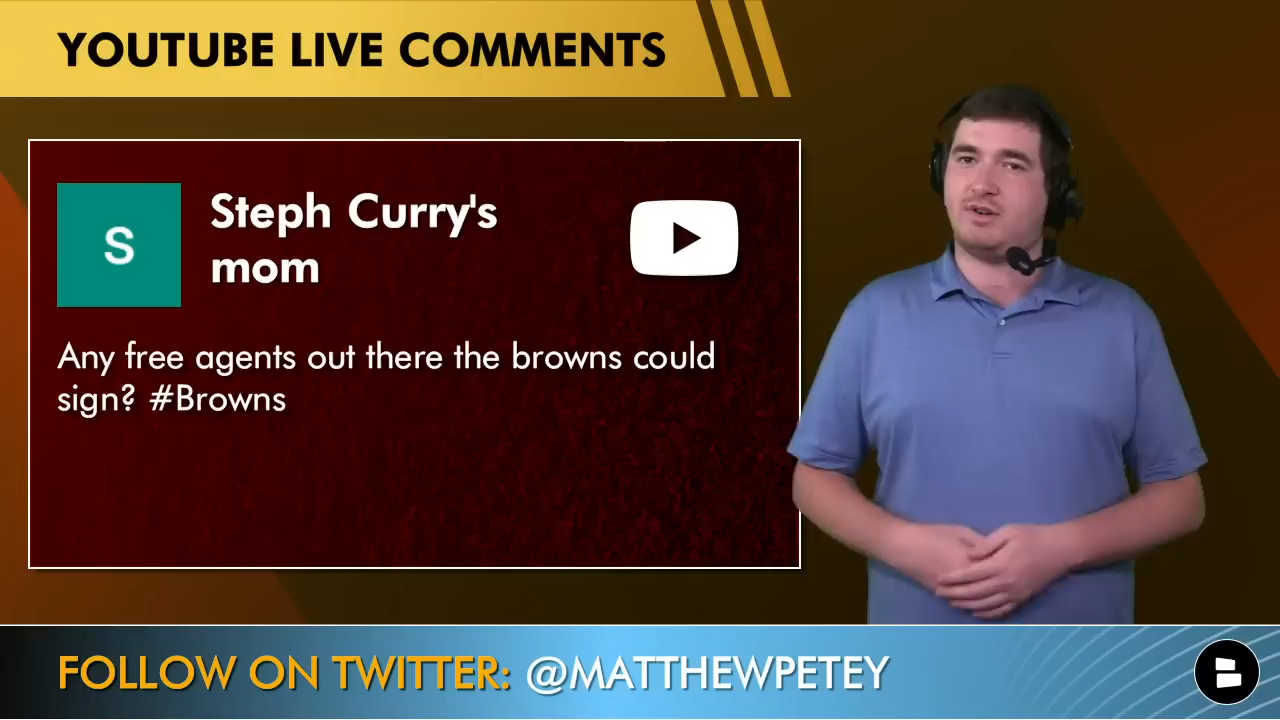 YOUTUBE LIVE COMMENTS
S
Steph Curry's
mom
Any free agents out there the browns could
sign? #Browns
FOLLOW ON TWITTER: @MATTHEWPETEY